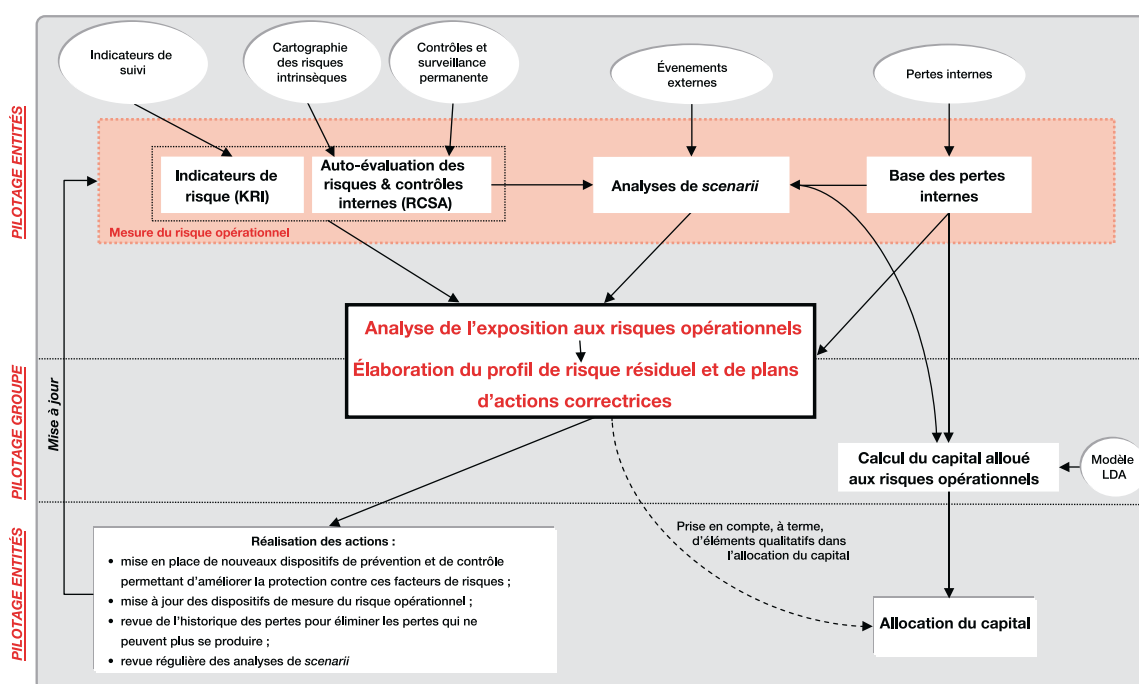 Indicateurs de
suivi
Cartographie
des risques
intrinsèques
Contrôles et
surveillance
permanente
Évenements
externes
Pertes internes
PILOTAGE ENTITÉS
Indicateurs de
risque (KRI)
Auto-évaluation des
risques & contrôles
internes (RCSA)
Analyses de scenarii
Base des pertes
internes
Mesure du risque opérationnel
Analyse de l'exposition aux risques opérationnels
Élaboration du profil de risque résiduel et de plans
d'actions correctrices
PILOTAGE GROUPE
Mise à jour
Calcul du capital alloué
aux risques opérationnels
Modèle
LDA
PILOTAGE ENTITÉS
Réalisation des actions :
• mise en place de nouveaux dispositifs de prévention et de contrôle
permettant d'améliorer la protection contre ces facteurs de risques ;
• mise à jour des dispositifs de mesure du risque opérationnel ;
• revue de l'historique des pertes pour éliminer les pertes qui ne
peuvent plus se produire ;
• revue régulière des analyses de scenarii
Prise en compte, à terme,
d'éléments qualitatifs dans
l'allocation du capital
Allocation du capital